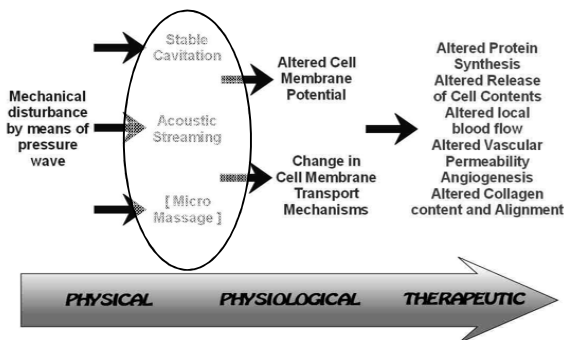 Mechanical
disturbance
by means of
pressure
wave
Stable
Cavitation
Acoustic
Streaming
[ Micro
Massage ]
Altered Cell
Membrane
Potential
Change in
Cell Membrane
Transport
Mechanisms
Altered Protein
Synthesis
Altered Release
of Cell Contents
Altered local
blood flow
Altered Vascular
Permeability
Angiogenesis
Altered Collagen
content and Alignment
PHYSICAL PHYSIOLOGICAL THERAPEUTIC